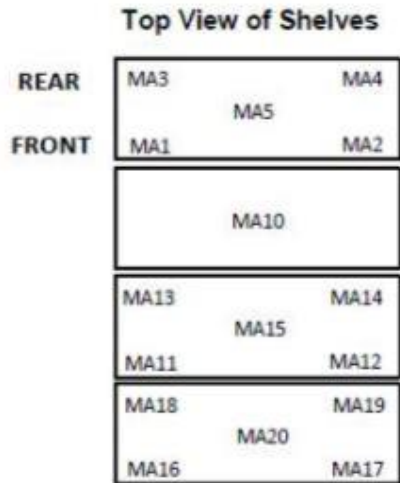 Top View of Shelves
REAR MA3 MA4
MA5
FRONT MA1 MA2
MA10
MA13 MA14
MA15
MA11 MA12
MA18 MA19
MA20
MA16 MA17